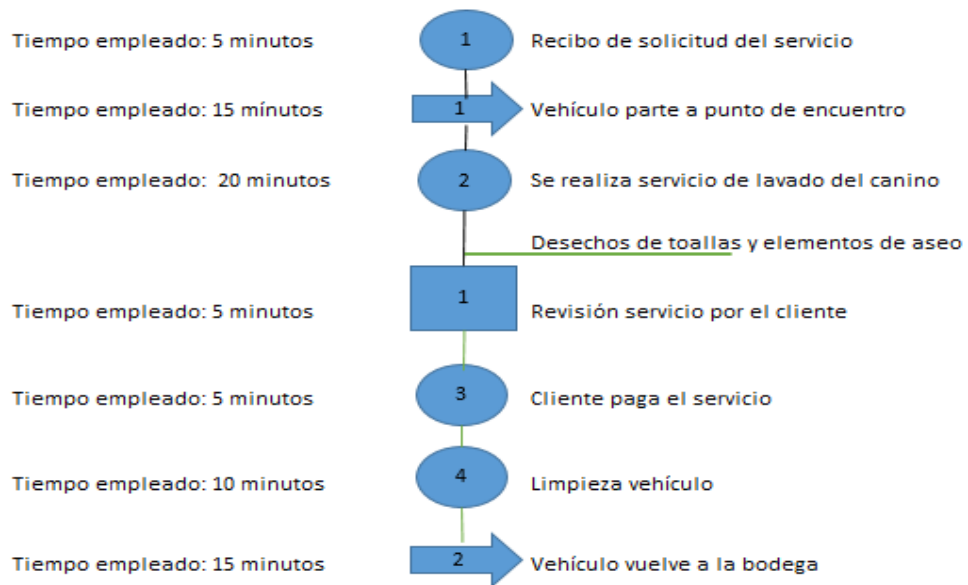 Tiempo empleado: 5 minutos 1 Recibo de solicitud del servicio
Tiempo empleado: 15 mínutos 1 Vehículo parte a punto de encuentro
Tiempo empleado: 20 minutos 2 Se realiza servicio de lavado del canino
Desechos de toallas y elementos de aseo
Tiempo empleado: 5 minutos 1 Revisión servicio por el cliente
Tiempo empleado: 5 minutos 3 Cliente paga el servicio
Tiempo empleado: 10 minutos 4 Limpieza vehículo
Tiempo empleado: 15 minutos 2 Vehículo vuelve a la bodega